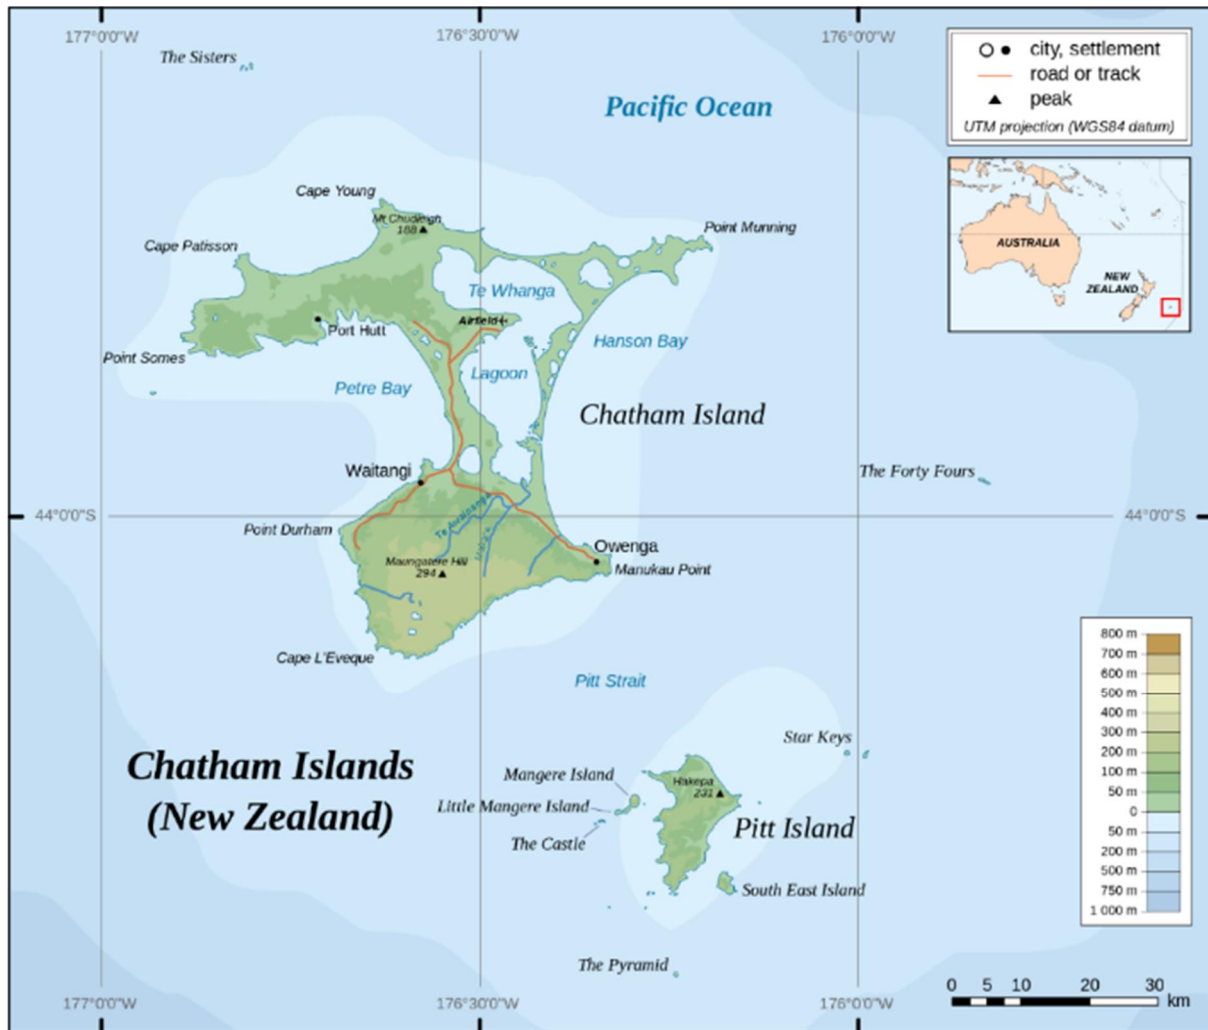 177°0'0"W
176°30'0"W
176°0'0"W
The Sisters
Pacific Ocean
city, settlement
road or track
peak
UTM projection (WGS84 datum)
AUSTRALIA
NEW
ZEALAND
Cape Young
Mt Chudleigh
188
Point Munning
Cape Patisson
Te Whanga
Airfield
Port Hutt
Hanson Bay
Point Somes
Lagoon
Petre Bay
Chatham Island
Waitangi
The Forty Fours
44°0'0"S
44°0'0"S
Point Durham
Te Awainanga
Owenga
Maungatere Hill
294
Manukau Point
Cape L'Eveque
Pitt Strait
Chatham Islands
(New Zealand)
Star Keys
Mangere Island
Hakepa
231
Little Mangere Island
Pitt Island
The Castle
South East Island
The Pyramid
800 m
700 m
600 m
500 m
400 m
300 m
200 m
100 m
50 m
0
50 m
200 m
500 m
750 m
1 000 m
0 5 10 20 30
km
177°0'0"W
176°30'0"W
176°0'0"W